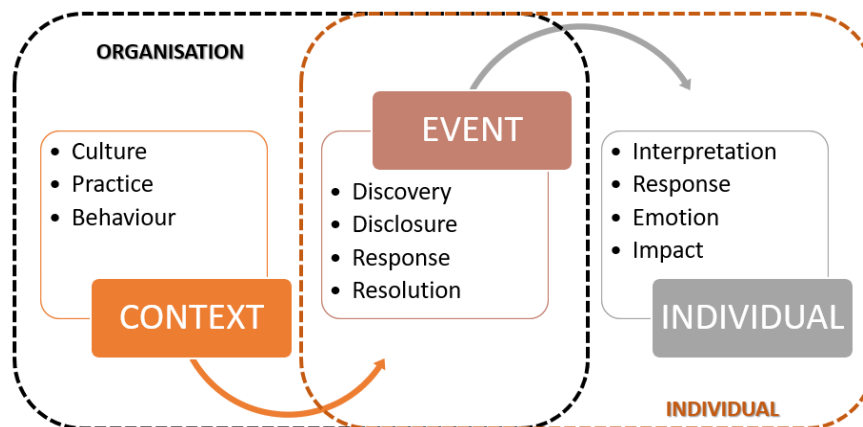 ORGANISATION
• Culture
• Practice
• Behaviour
CONTEXT
EVENT
• Discovery
• Disclosure
• Response
• Resolution
• Interpretation
• Response
• Emotion
• Impact
INDIVIDUAL
INDIVIDUAL